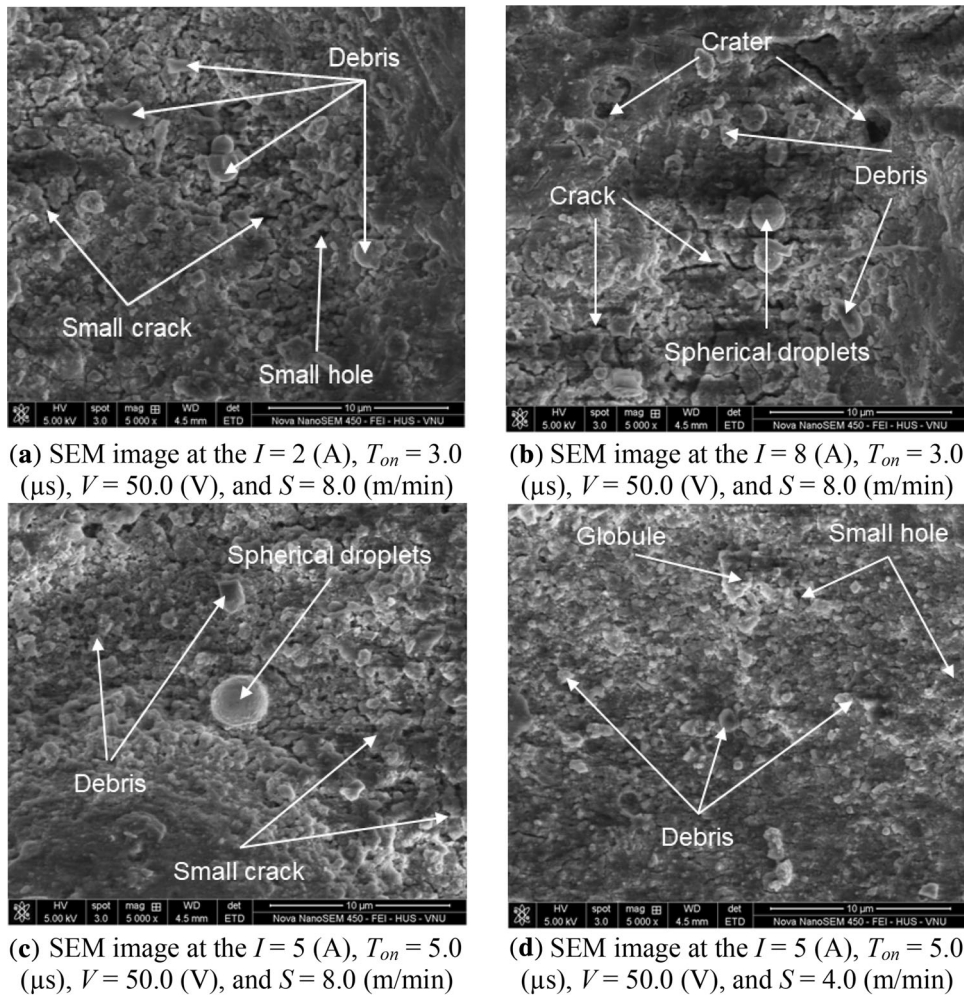 Debris
Small crack
Small hole
HV spot mag WD det
5.00 kV 3.0 5 000 x 4.5 mm ETD
10 µm
Nova NanoSEM 450 - FEI - HUS - VNU
Crater
Debris
Crack
Spherical droplets
HV spot mag WD det
5.00 kV 3.0 5 000 x 4.5 mm ETD
10 µm
Nova NanoSEM 450 - FEI - HUS - VNU
(a) SEM image at the I = 2 (A), Ton = 3.0
(µs), V = 50.0 (V), and S = 8.0 (m/min)
(b) SEM image at the I = 8 (A), Ton = 3.0
(µs), V = 50.0 (V), and S = 8.0 (m/min)
Spherical droplets
Debris
Small crack
HV spot mag WD det
5.00 kV 3.0 5 000 x 4.5 mm ETD
10 µm
Nova NanoSEM 450 - FEI - HUS - VNU
Globule
Small hole
Debris
HV spot mag WD det
5.00 kV 3.0 5 000 x 4.5 mm ETD
10 µm
Nova NanoSEM 450 - FEI - HUS - VNU
(c) SEM image at the I = 5 (A), Ton = 5.0
(µs), V = 50.0 (V), and S = 8.0 (m/min)
(d) SEM image at the I = 5 (A), Ton = 5.0
(µs), V = 50.0 (V), and S = 4.0 (m/min)